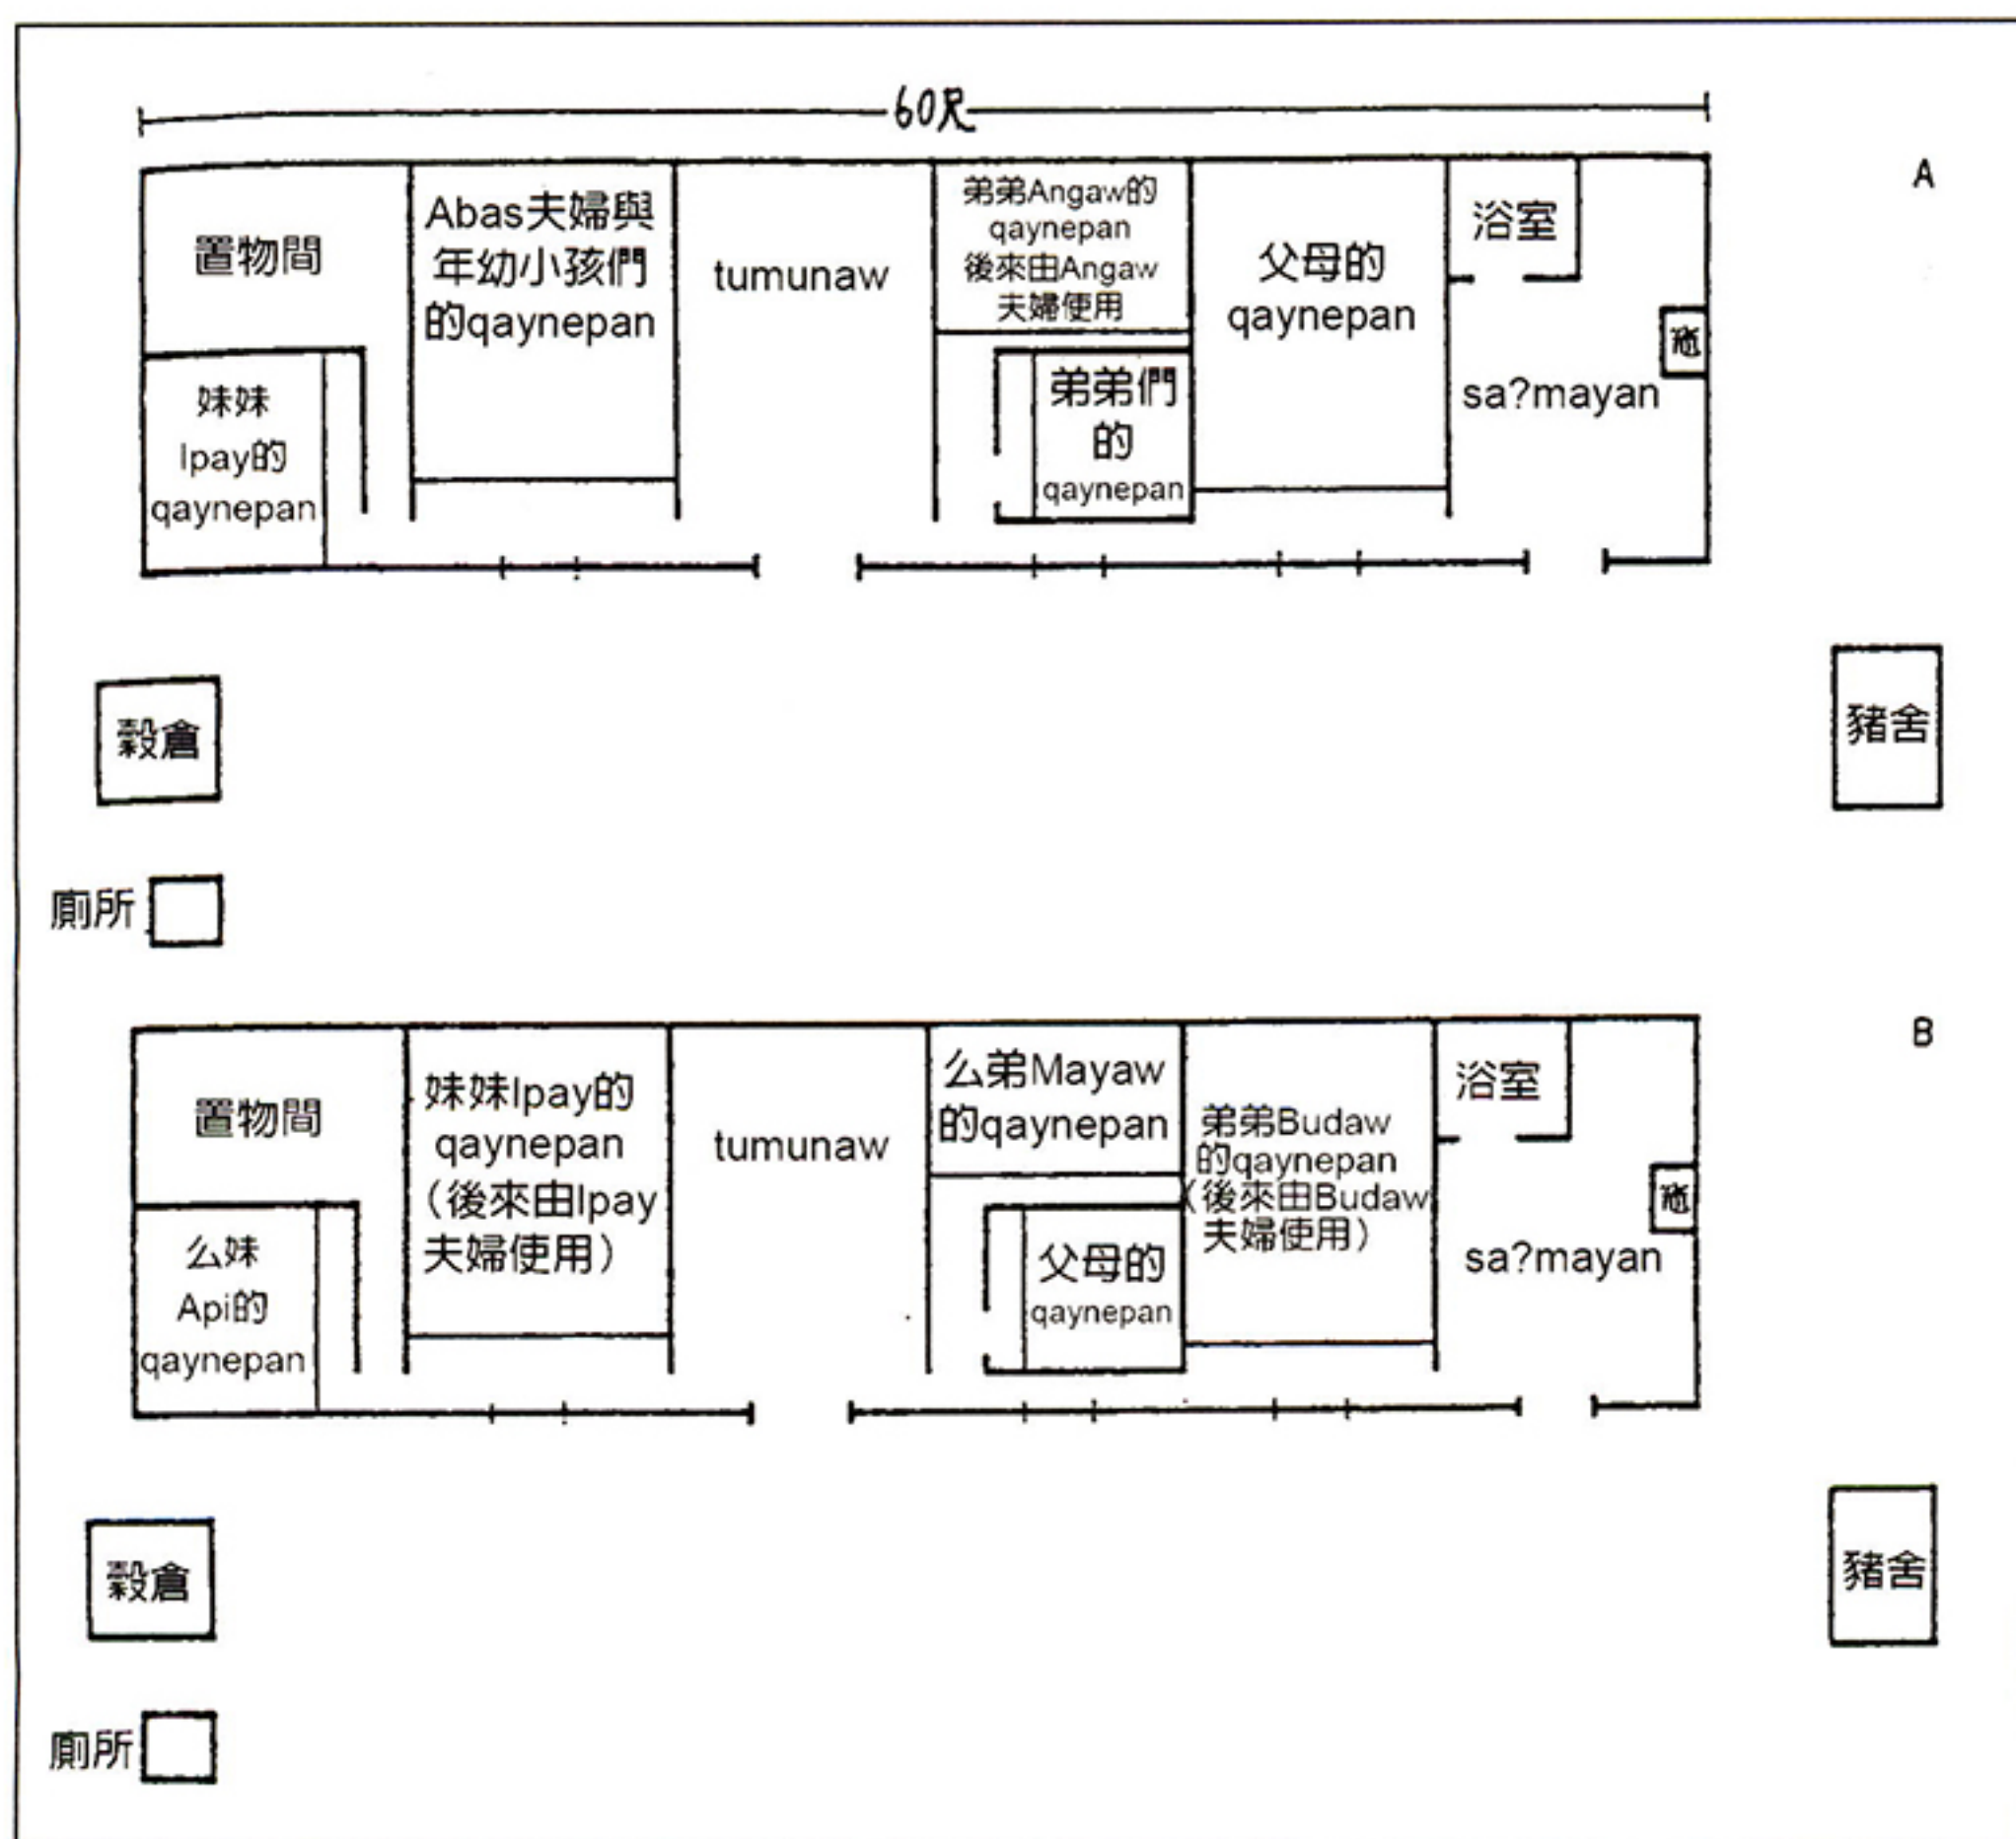 60尺
A
置物間
Abas夫婦與
年幼小孩們
的qaynepan
tumunaw
弟弟Angaw的
qaynepan
後來由Angaw
夫婦使用
父母的
qaynepan
浴室
sa?mayan
妹妹
Ipay的
qaynepan
弟弟們
的
qaynepan
穀倉
豬舍
廁所
B
置物間
妹妹Ipay的
qaynepan
（後來由Ipay
夫婦使用）
tumunaw
么弟Mayaw
的qaynepan
弟弟Budaw
的qaynepan
（後來由Budaw
夫婦使用）
浴室
sa?mayan
么妹
Api的
qaynepan
父母的
qaynepan
穀倉
豬舍
廁所